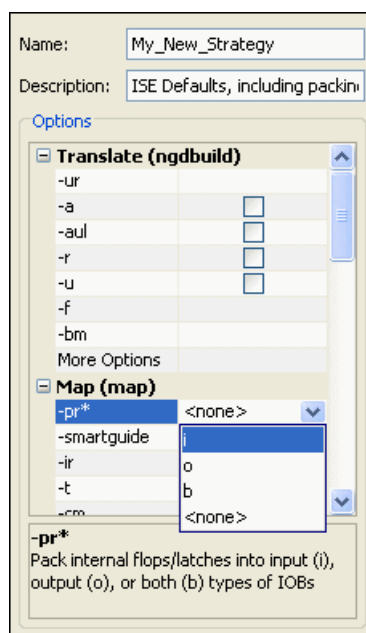 Name: My_New_Strategy
Description: ISE Defaults, including packin
Options
Translate (ngdbuild)
-ur
-a
-aul
-r
-u
-f
-bm
More Options
Map (map)
-pr* <none>
-smartguide i
-ir o
-t b
-cm <none>
-pr*
Pack internal flops/latches into input (i),
output (o), or both (b) types of IOBs